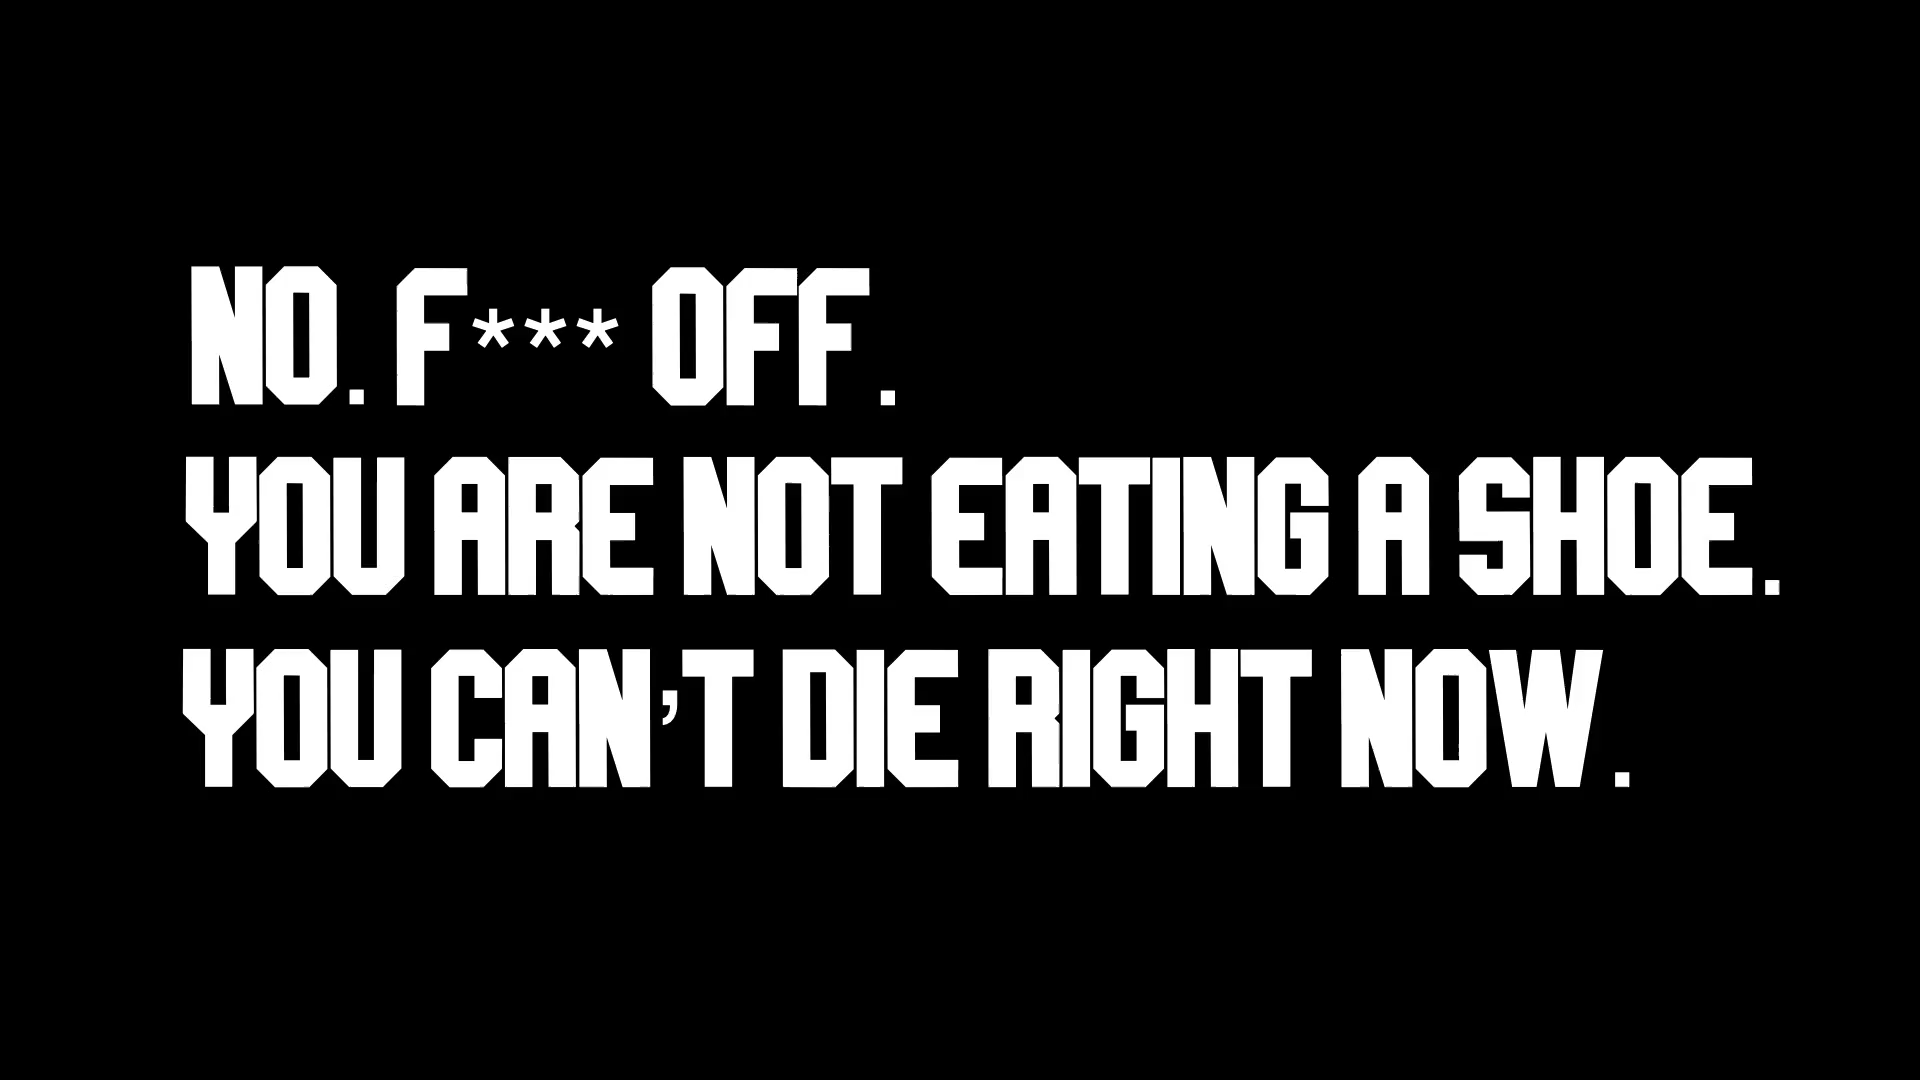 NO. F*** OFF.
YOU ARE NOT EATING A SHOE.
YOU CAN'T DIE RIGHT NOW.